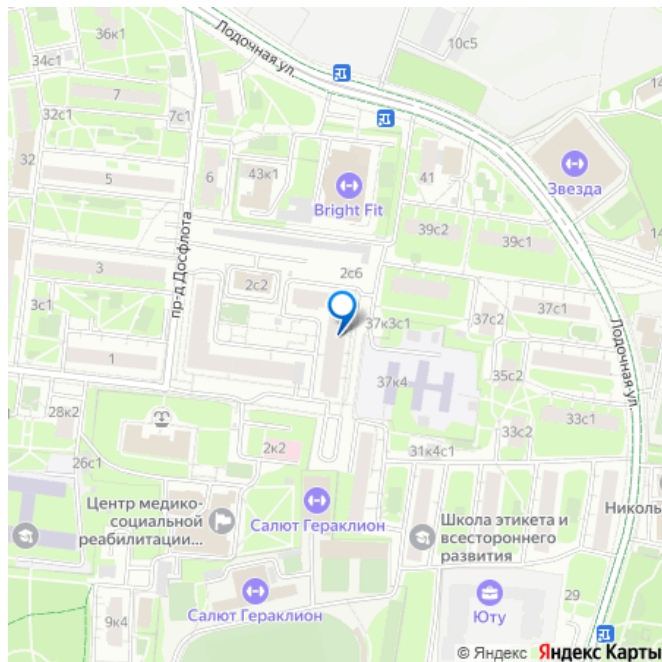 36к1
Лодочная ул.
10с5
34с1
14
7
32с1
7с1
32
5
6
43к1
41
Bright Fit
Звезда
14
39с2
39с1
пр-д Досфлота
3
2с2
2с6
3с1
37с1
37с2
37к3с1
Лодочная ул.
1
37к4
35с2
28к2
33с1
33с2
2к2
31к4с1
26с1
Центр медико-
социальной
реабилитации...
Салют Гераклион
Школа этикета и
всестороннего
развития
Николь
Салют Гераклион
Юту
29
9к4
© Яндекс Яндекс Карты